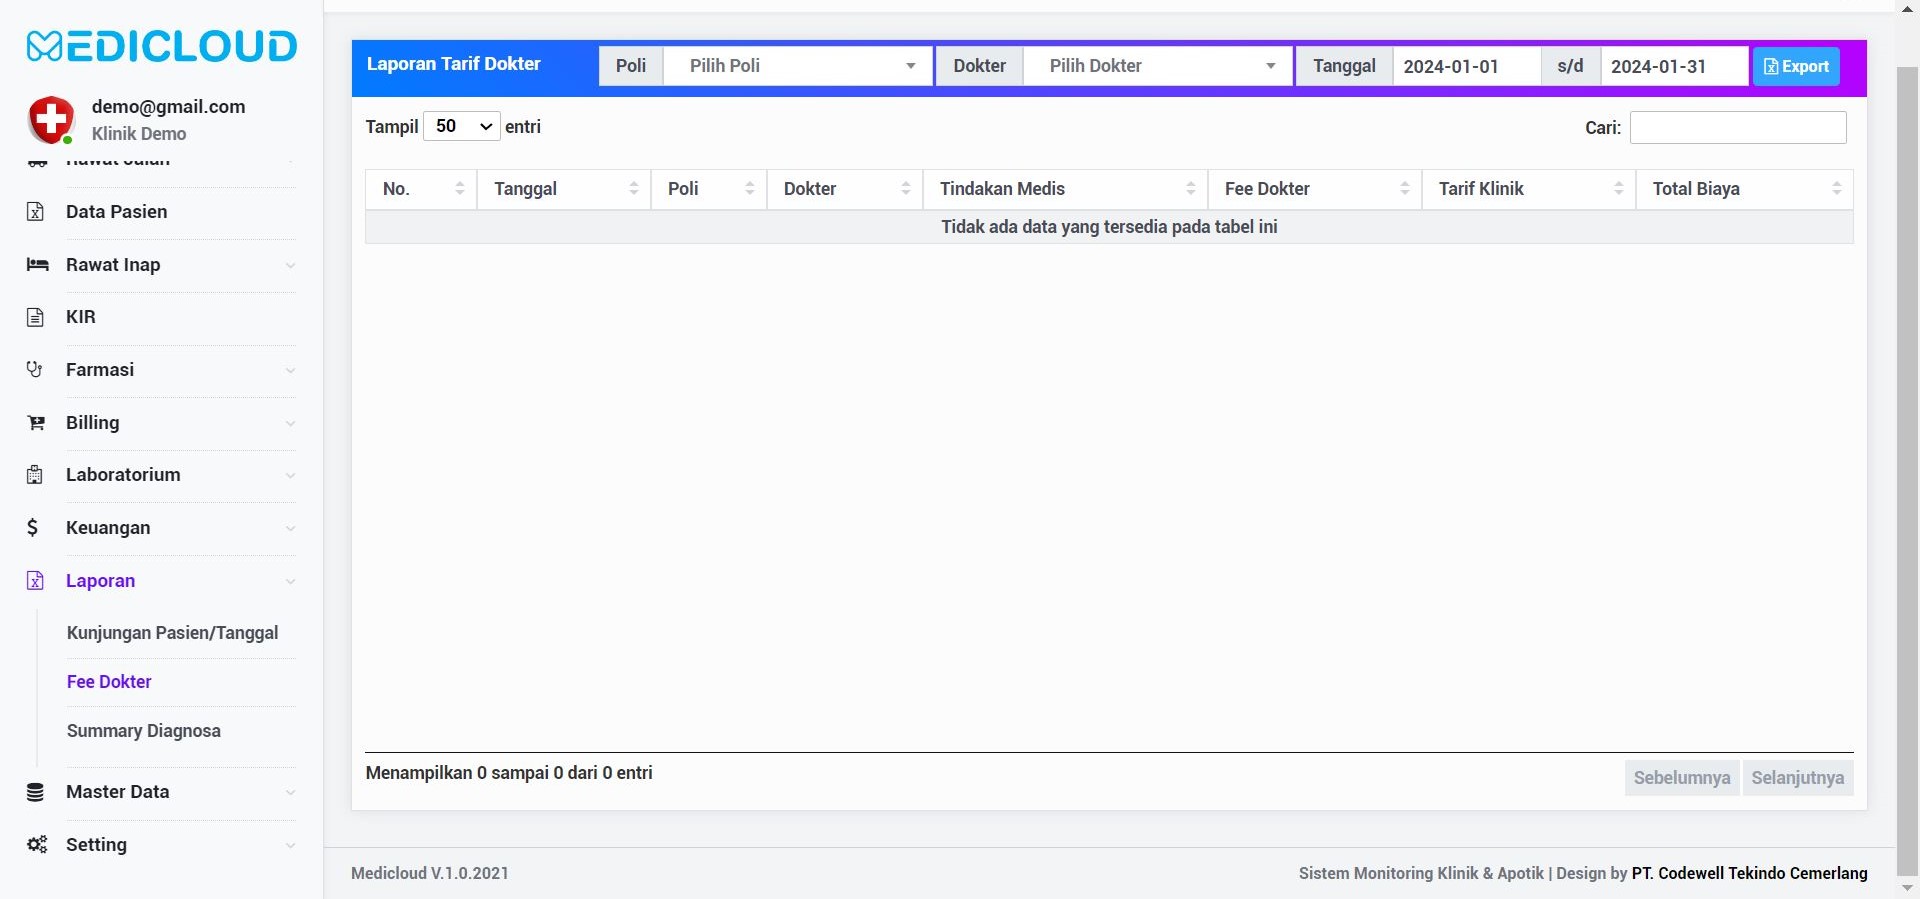 MEDICLOUD
demo@gmail.com
Klinik Demo
Rawat Jalan
Data Pasien
Rawat Inap
KIR
Farmasi
Billing
Laboratorium
Keuangan
Laporan
Kunjungan Pasien/Tanggal
Fee Dokter
Summary Diagnosa
Master Data
Setting
Laporan Tarif Dokter Poli Pilih Poli Dokter Pilih Dokter Tanggal 2024-01-01 s/d 2024-01-31 Export
Tampil 50 entri Cari:
No. Tanggal Poli Dokter Tindakan Medis Fee Dokter Tarif Klinik Total Biaya
Tidak ada data yang tersedia pada tabel ini
Menampilkan 0 sampai 0 dari 0 entri Sebelumnya Selanjutnya
Medicloud V.1.0.2021 Sistem Monitoring Klinik & Apotik | Design by PT. Codewell Tekindo Cemerlang